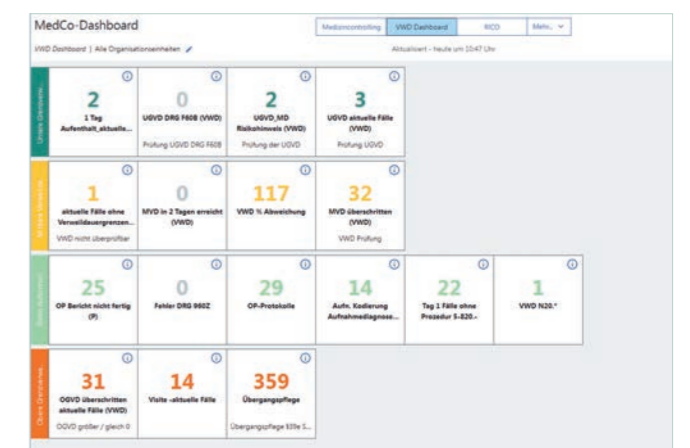 MedCo-Dashboard
Medizincontrolling
VWD Dashboard
RICO
Mehr...
VWD Dashboard | Alle Organisationseinheiten
Aktualisiert - heute um 10:47 Uhr
2
1 Tag
Aufenthalt_aktuelle...
0
UGVD DRG F60B (VWD)
Prüfung UGVD DRG F60B
2
UGVD_MD
Risikohinweis (VWD)
Prüfung der UGVD
3
UGVD aktuelle Fälle
(VWD)
Prüfung UGVD
1
aktuelle Fälle ohne
Verweildauergrenzen...
VWD nicht überprüfbar
0
MVD in 2 Tagen erreicht
(VWD)
117
VWD % Abweichung
32
MVD überschritten
(VWD)
VWD Prüfung
25
OP Bericht nicht fertig
(P)
0
Fehler DRG 960Z
29
OP-Protokolle
14
Aufn. Kodierung
Aufnahmediagnose...
22
Tag 1 Fälle ohne
Prozedur 5-820.-
1
VWD N20.*
31
OGVD überschritten
aktuelle Fälle (VWD)
OGVD größer / gleich 0
14
Visite -aktuelle Fälle
359
Übergangspflege
Übergangspflege §39e S...